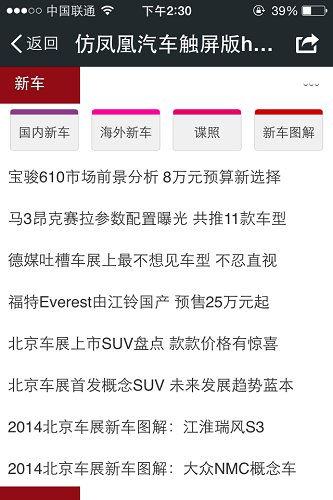 中国联通 下午2:30 39%
返回 仿凤凰汽车触屏版h...
新车
国内新车 海外新车 谍照 新车图解
宝骏610市场前景分析 8万元预算新选择
马3昂克赛拉参数配置曝光 共推11款车型
德媒吐槽车展上最不想见车型 不忍直视
福特Everest由江铃国产 预售25万元起
北京车展上市SUV盘点 款款价格有惊喜
北京车展首发概念SUV 未来发展趋势蓝本
2014北京车展新车图解：江淮瑞风S3
2014北京车展新车图解：大众NMC概念车